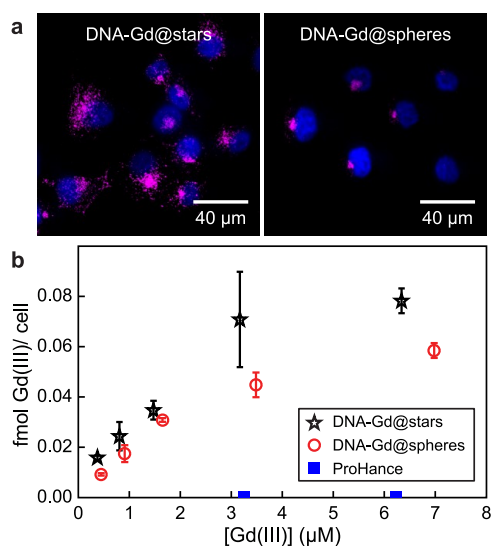 a
DNA-Gd@stars
DNA-Gd@spheres
40 µm
40 µm
b
fmol Gd(III)/ cell
0.08
0.06
0.04
0.02
0.00
DNA-Gd@stars
DNA-Gd@spheres
ProHance
0 1 2 3 4 5 6 7 8
[Gd(III)] (µM)